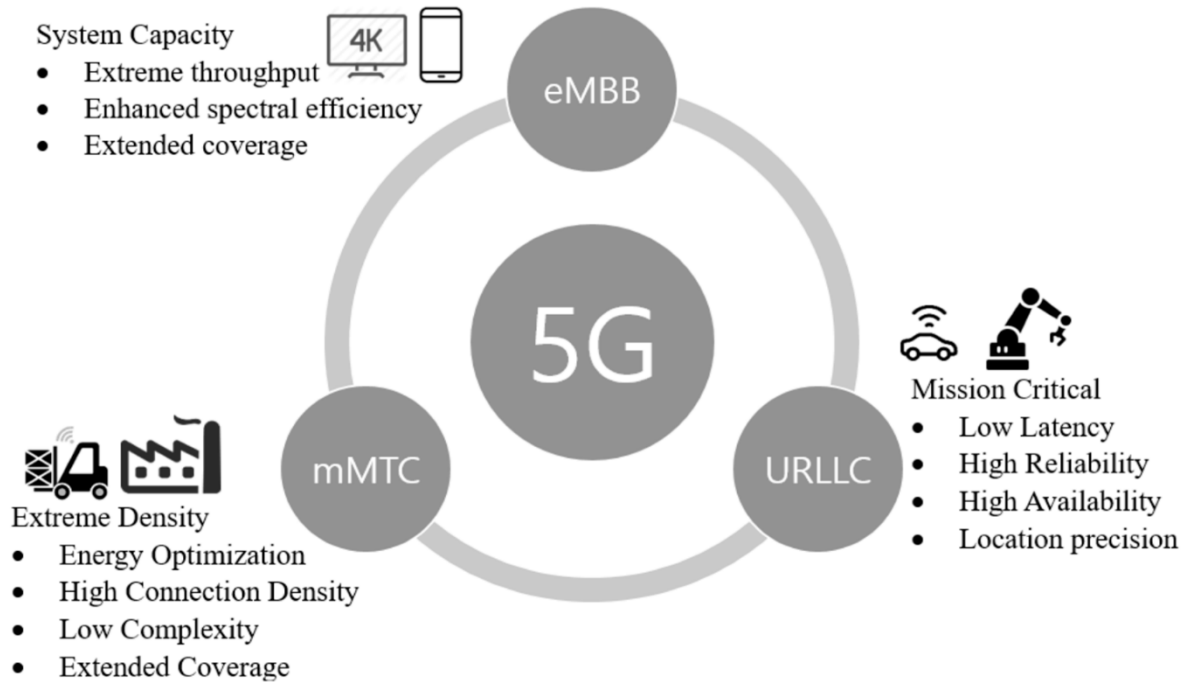 System Capacity
4K
• Extreme throughput
• Enhanced spectral efficiency
• Extended coverage
eMBB
5G
Mission Critical
• Low Latency
• High Reliability
• High Availability
• Location precision
mMTC
URLLC
Extreme Density
• Energy Optimization
• High Connection Density
• Low Complexity
• Extended Coverage